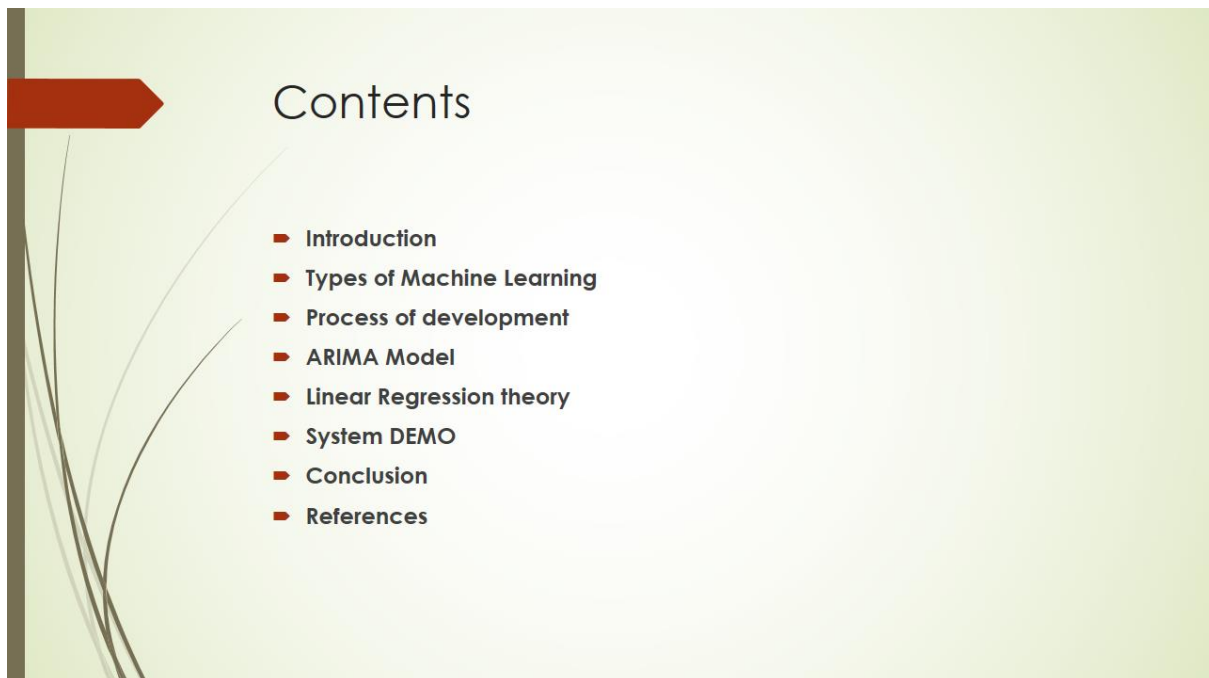 Contents
Introduction
Types of Machine Learning
Process of development
ARIMA Model
Linear Regression theory
System DEMO
Conclusion
References